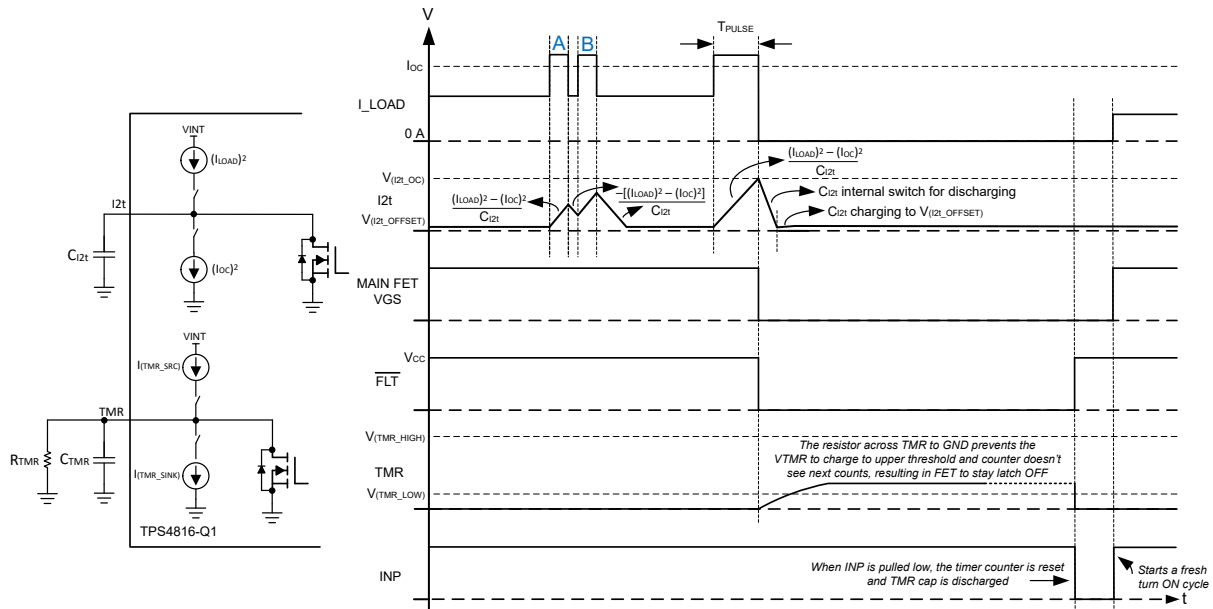 V
A
B
TPULSE
IOC
I_LOAD
0 A
VINT
(ILOAD)²
I2t
CI2t
(IOC)²
VINT
I(TMR_SRC)
TMR
RTMR
CTMR
I(TMR_SINK)
TPS4816-Q1
V(I2t_OC)
I2t
V(I2t_OFFSET)
(ILOAD)² – (IOC)²
CI2t
–[(ILOAD)² – (IOC)²]
CI2t
(ILOAD)² – (IOC)²
CI2t
CI2t internal switch for discharging
CI2t charging to V(I2t_OFFSET)
MAIN FET
VGS
VCC
FLT
V(TMR_HIGH)
TMR
V(TMR_LOW)
The resistor across TMR to GND prevents the
VTMR to charge to upper threshold and counter doesn't
see next counts, resulting in FET to stay latch OFF
INP
When INP is pulled low, the timer counter is reset
and TMR cap is discharged
Starts a fresh
turn ON cycle
t